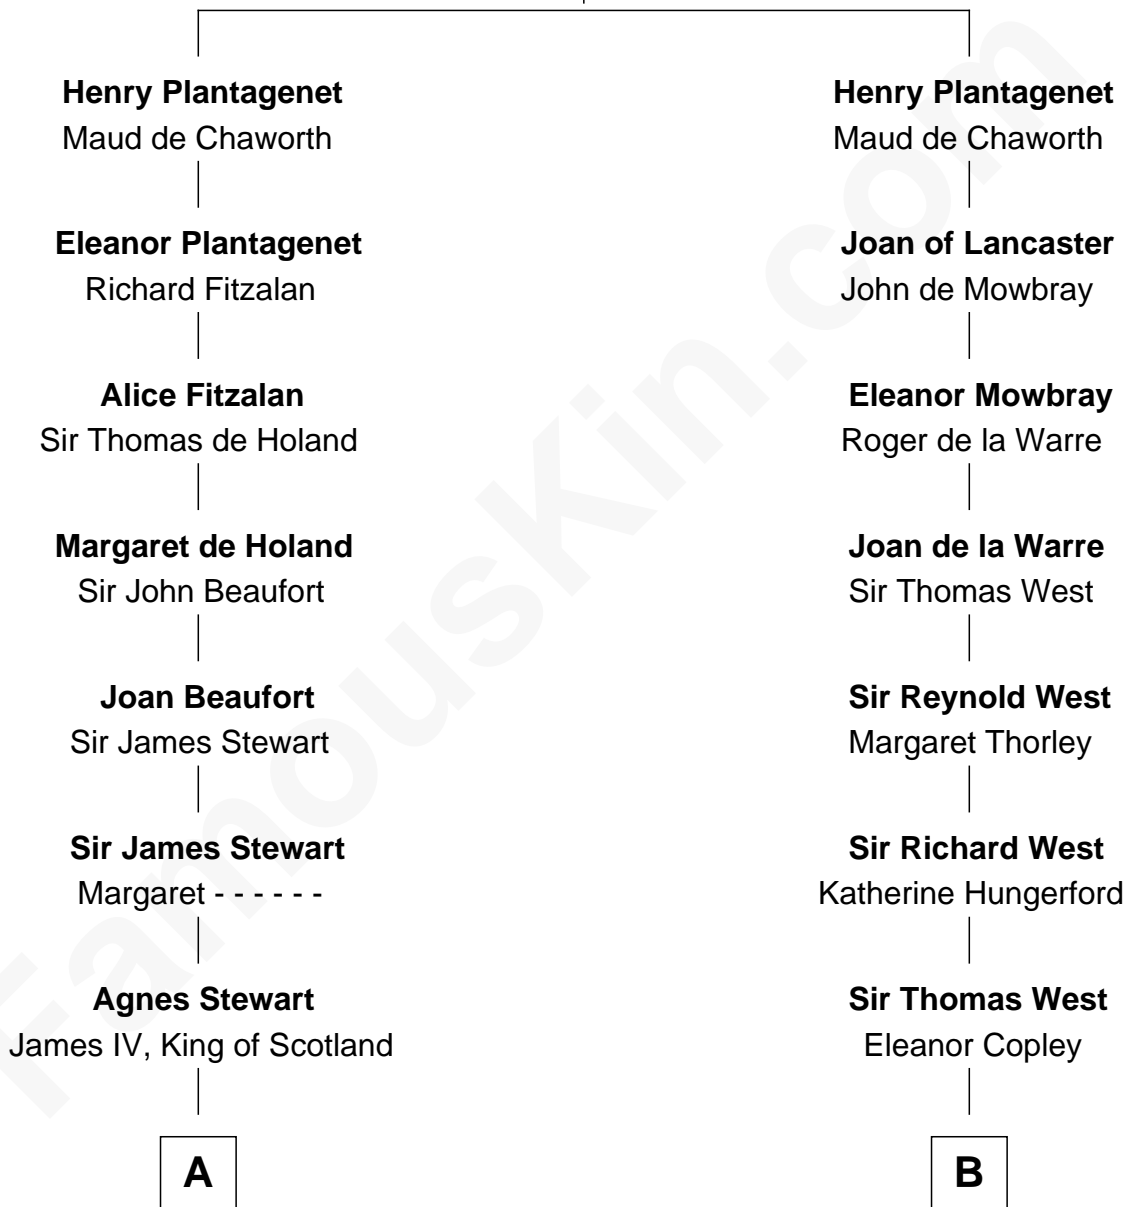 Henry Plantagenet
Maud de Chaworth
Eleanor Plantagenet
Richard Fitzalan
Alice Fitzalan
Sir Thomas de Holand
Margaret de Holand
Sir John Beaufort
Joan Beaufort
Sir James Stewart
Sir James Stewart
Margaret - - - - - -
Agnes Stewart
James IV, King of Scotland
A
Henry Plantagenet
Maud de Chaworth
Joan of Lancaster
John de Mowbray
Eleanor Mowbray
Roger de la Warre
Joan de la Warre
Sir Thomas West
Sir Reynold West
Margaret Thorley
Sir Richard West
Katherine Hungerford
Sir Thomas West
Eleanor Copley
B
FamousKin.com